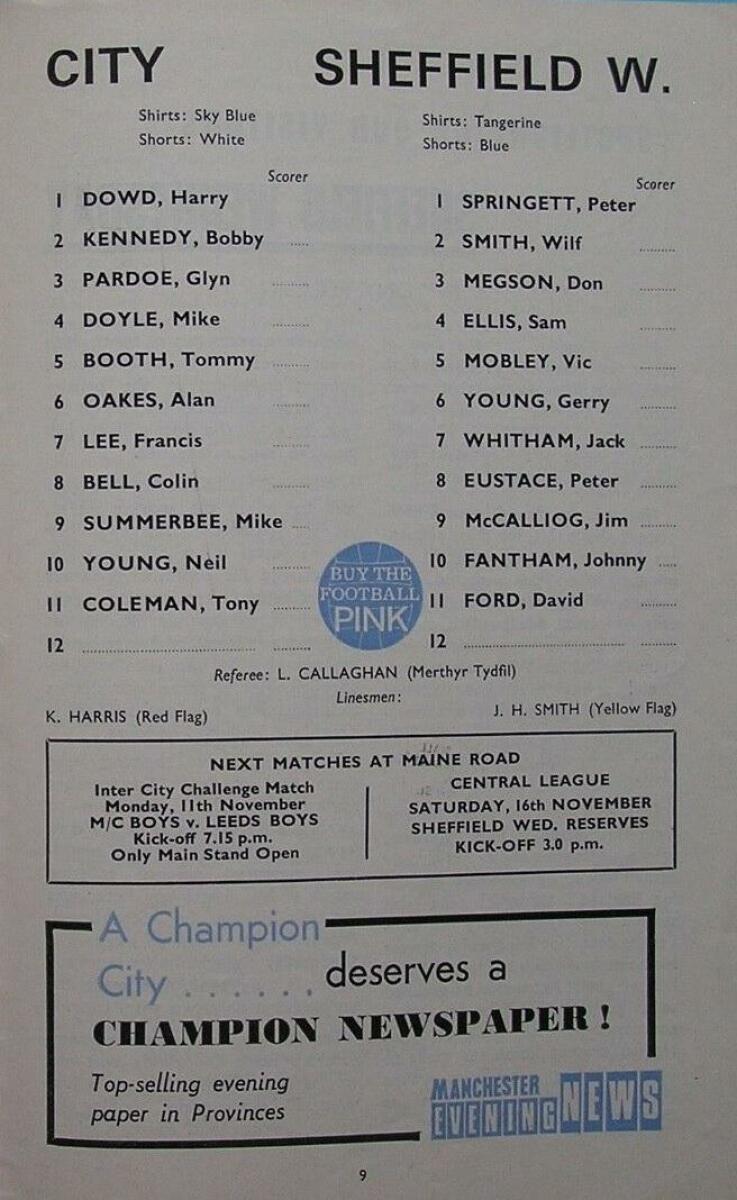 CITY SHEFFIELD W.
Shirts: Sky Blue
Shorts: White
Shirts: Tangerine
Shorts: Blue
Scorer
1 DOWD, Harry
2 KENNEDY, Bobby .....
3 PARDOE, Glyn ..........
4 DOYLE, Mike ..........
5 BOOTH, Tommy ..........
6 OAKES, Alan ..........
7 LEE, Francis ..........
8 BELL, Colin ..........
9 SUMMERBEE, Mike .....
10 YOUNG, Neil ..........
11 COLEMAN, Tony ..........
12 .................................................. ..........
Scorer
1 SPRINGETT, Peter
2 SMITH, Wilf ..........
3 MEGSON, Don ..........
4 ELLIS, Sam ..........
5 MOBLEY, Vic ..........
6 YOUNG, Gerry ..........
7 WHITHAM, Jack ..........
8 EUSTACE, Peter ..........
9 McCALLIOG, Jim ..........
10 FANTHAM, Johnny .....
11 FORD, David ..........
12 .................................................. ..........
BUY THE
FOOTBALL
PINK
Referee: L. CALLAGHAN (Merthyr Tydfil)
Linesmen:
K. HARRIS (Red Flag)
J. H. SMITH (Yellow Flag)
NEXT MATCHES AT MAINE ROAD
Inter City Challenge Match
Monday, 11th November
M/C BOYS v. LEEDS BOYS
Kick-off 7.15 p.m.
Only Main Stand Open
CENTRAL LEAGUE
SATURDAY, 16th NOVEMBER
SHEFFIELD WED. RESERVES
KICK-OFF 3.0 p.m.
A Champion
City ...... deserves a
CHAMPION NEWSPAPER !
Top-selling evening
paper in Provinces
MANCHESTER
EVENING NEWS
9